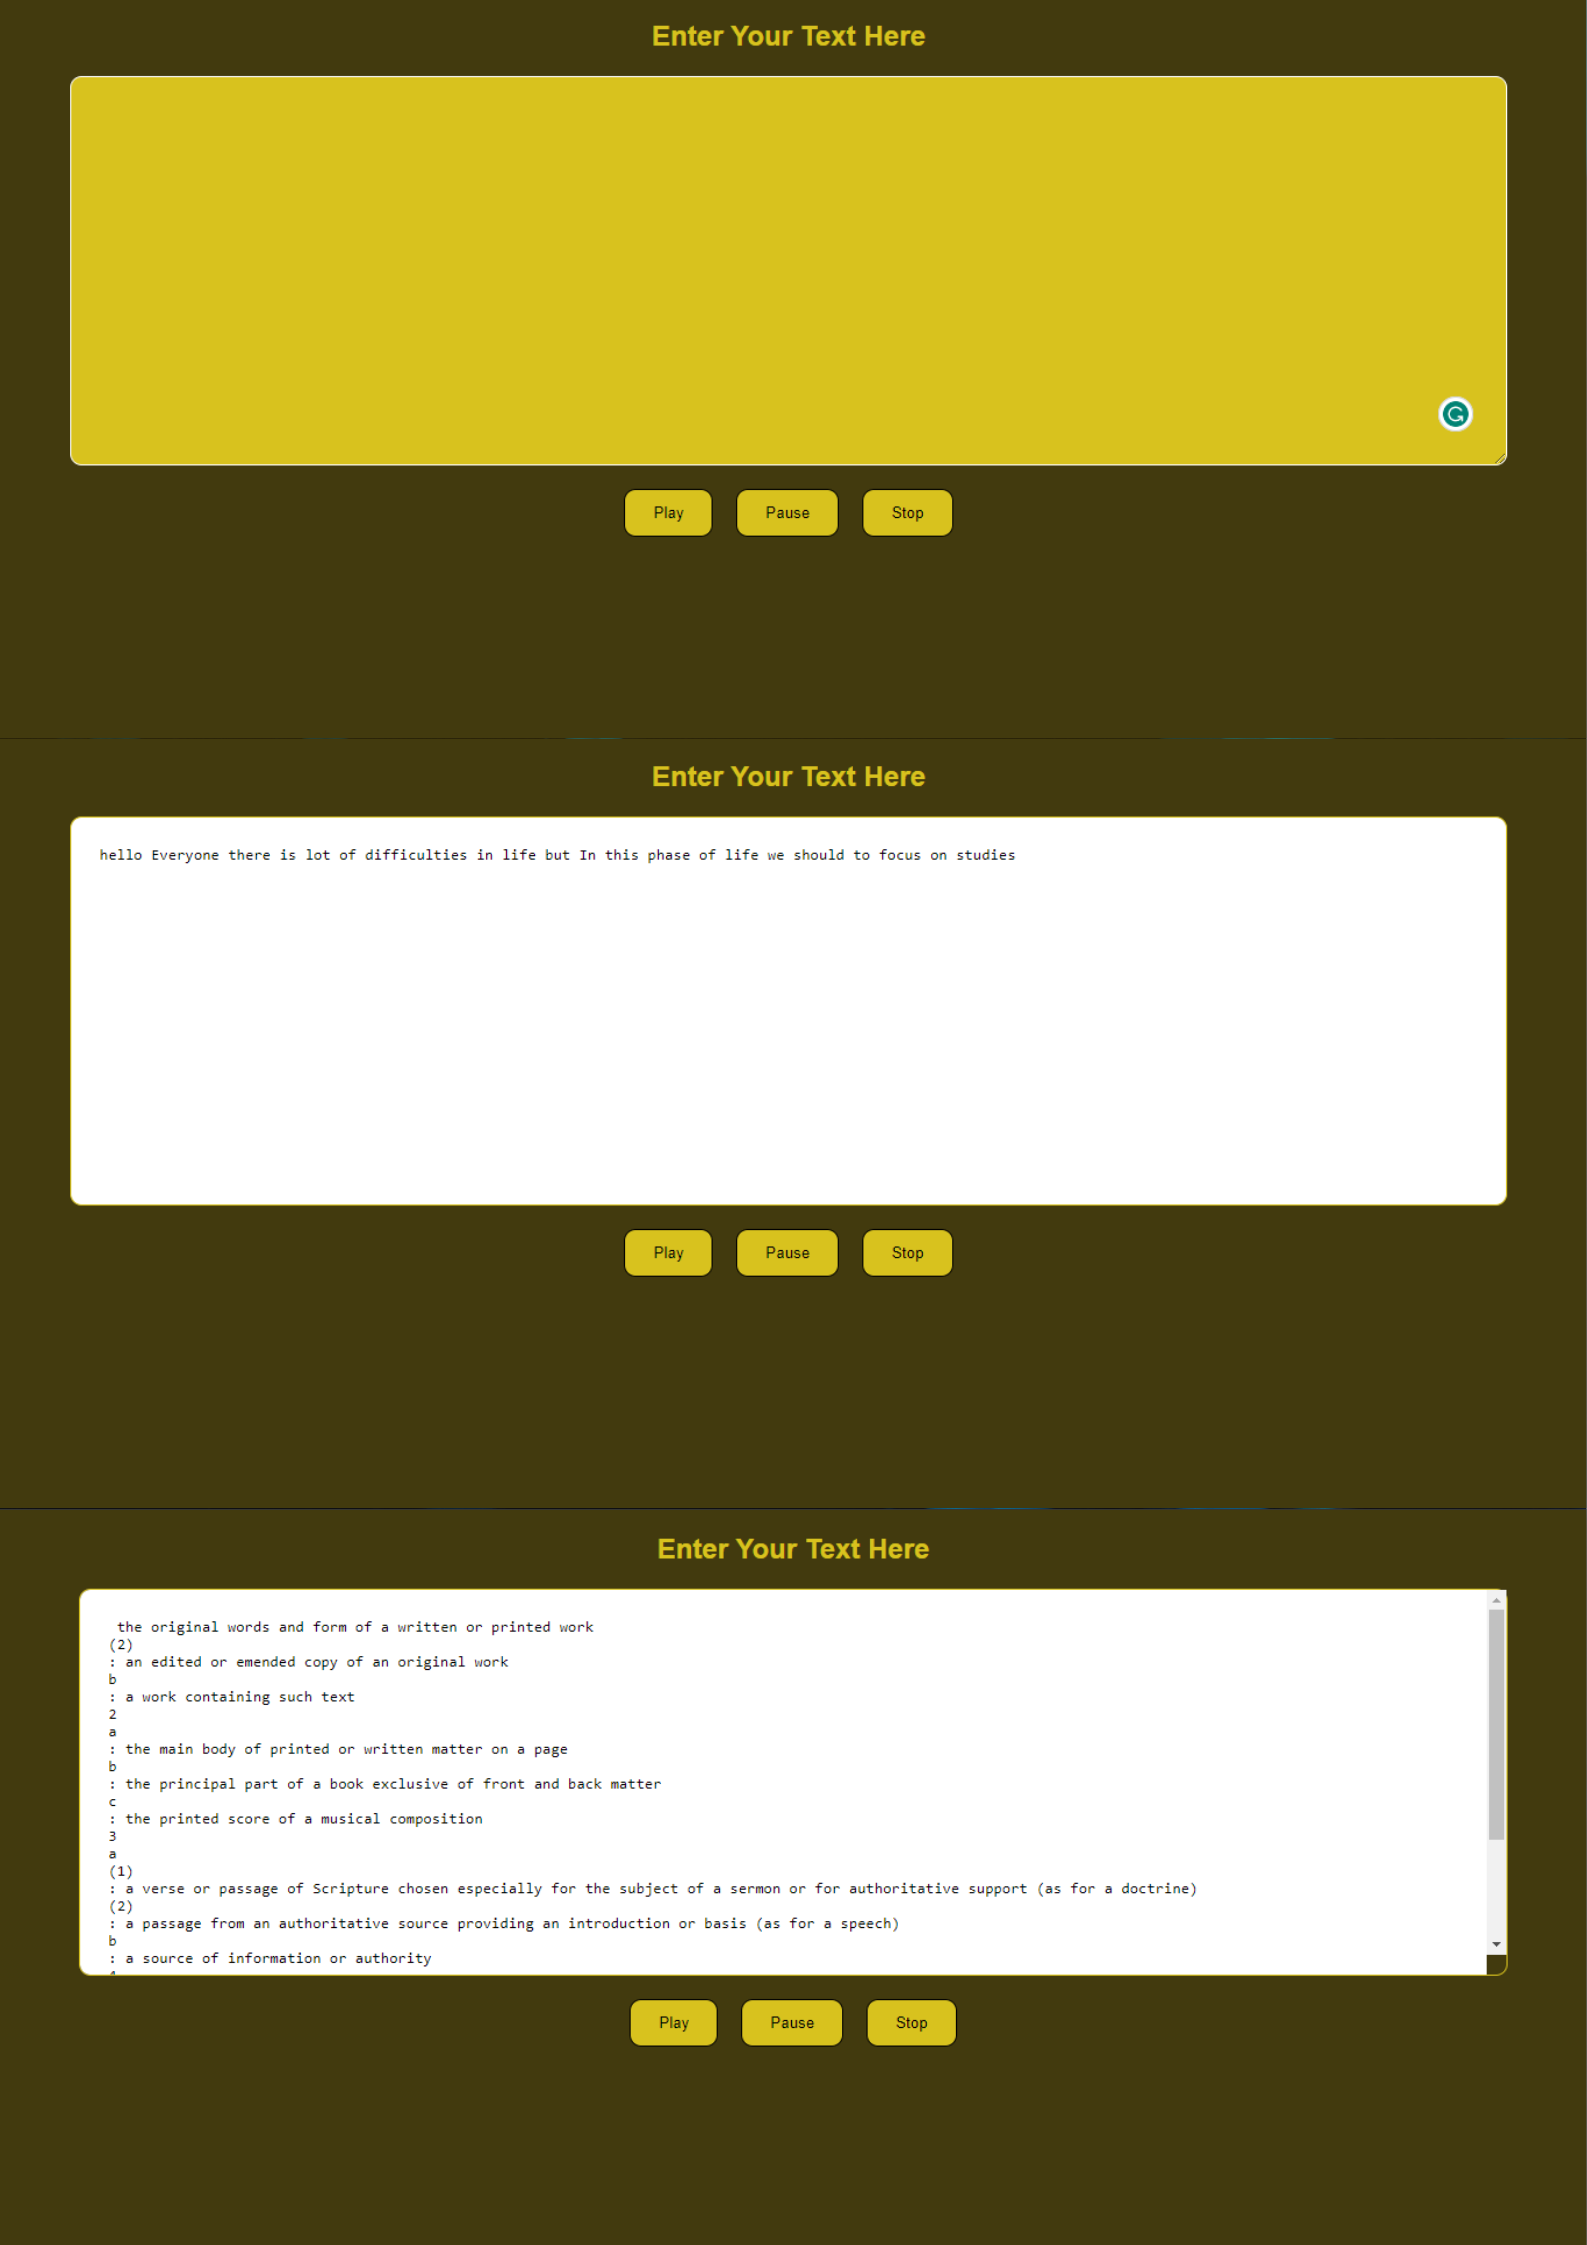 Enter Your Text Here
Play Pause Stop
Enter Your Text Here
hello Everyone there is lot of difficulties in life but In this phase of life we should to focus on studies
Play Pause Stop
Enter Your Text Here
the original words and form of a written or printed work
(2)
: an edited or emended copy of an original work
b
: a work containing such text
2
a
: the main body of printed or written matter on a page
b
: the principal part of a book exclusive of front and back matter
c
: the printed score of a musical composition
3
a
(1)
: a verse or passage of Scripture chosen especially for the subject of a sermon or for authoritative support (as for a doctrine)
(2)
: a passage from an authoritative source providing an introduction or basis (as for a speech)
b
: a source of information or authority
Play Pause Stop